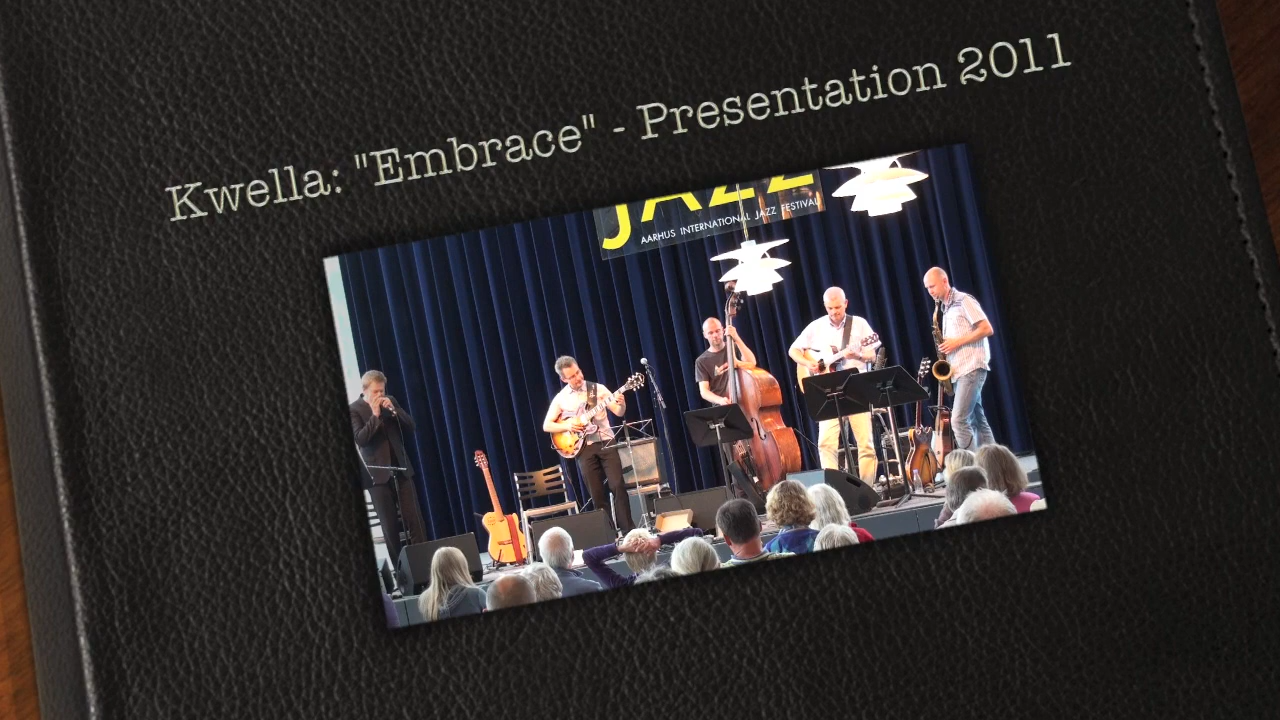 Kwella: "Embrace" - Presentation 2011
JAZZ
AARHUS INTERNATIONAL JAZZ FESTIVAL